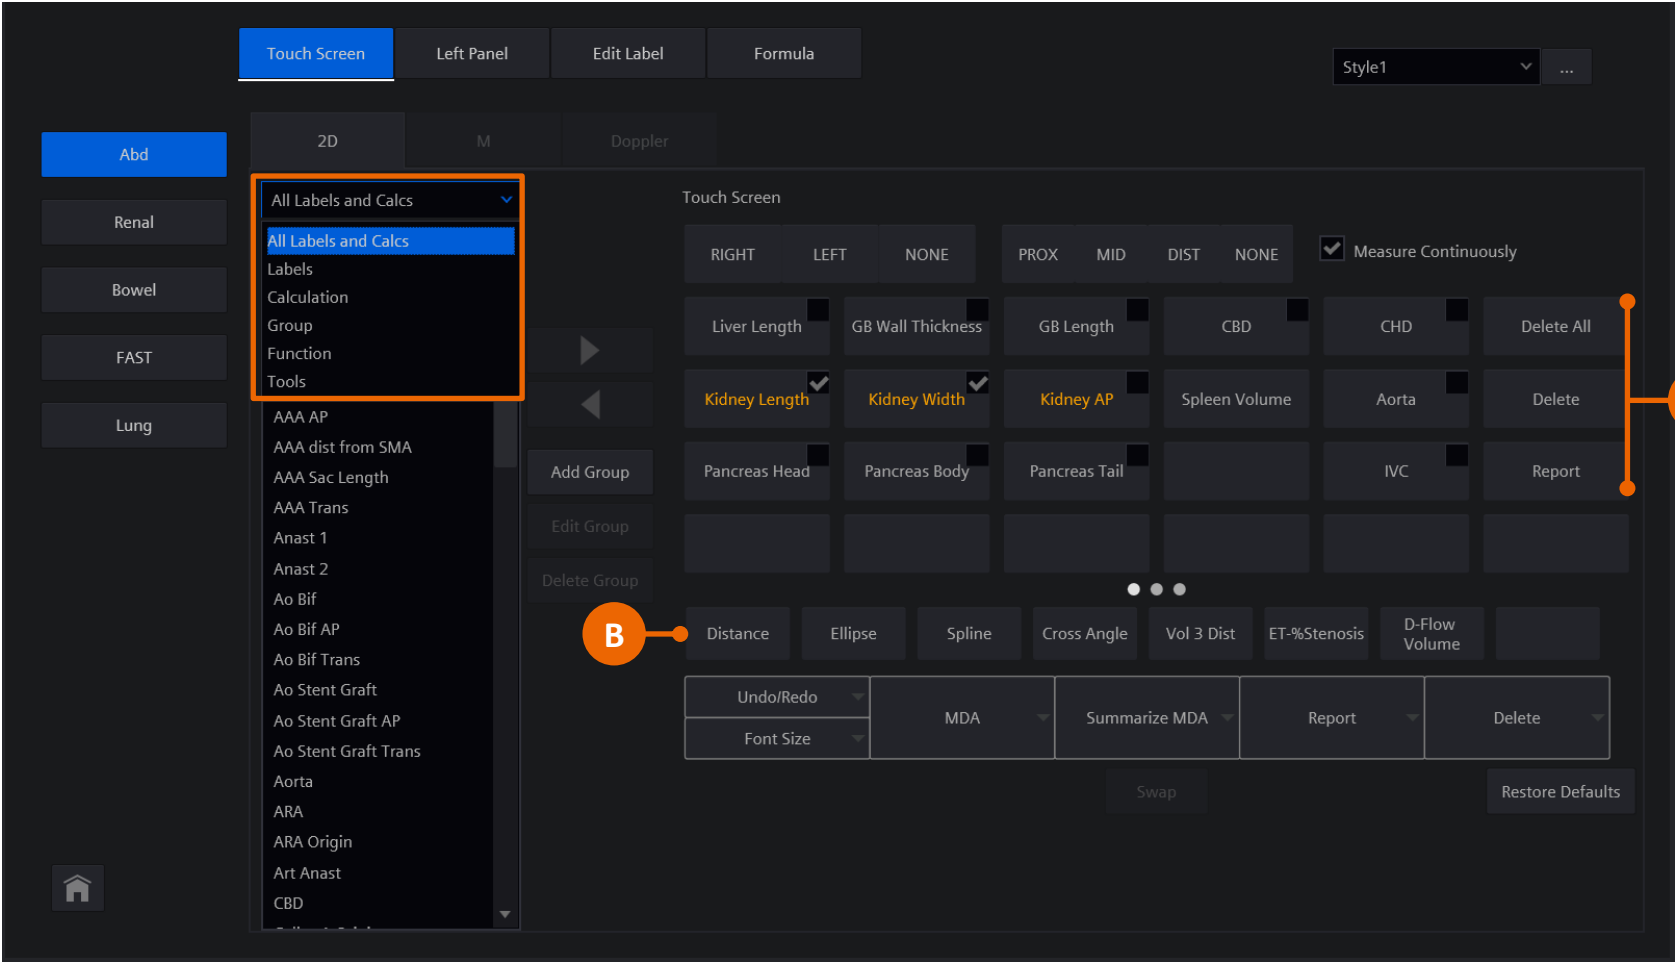 Touch Screen
Left Panel
Edit Label
Formula
Style1
...
Abd
Renal
Bowel
FAST
Lung
2D
M
Doppler
All Labels and Calcs
All Labels and Calcs
Labels
Calculation
Group
Function
Tools
AAA AP
AAA dist from SMA
AAA Sac Length
AAA Trans
Anast 1
Anast 2
Ao Bif
Ao Bif AP
Ao Bif Trans
Ao Stent Graft
Ao Stent Graft AP
Ao Stent Graft Trans
Aorta
ARA
ARA Origin
Art Anast
CBD
Add Group
Edit Group
Delete Group
Touch Screen
RIGHT LEFT NONE
PROX MID DIST NONE
Measure Continuously
Liver Length
GB Wall Thickness
GB Length
CBD
CHD
Delete All
Kidney Length
Kidney Width
Kidney AP
Spleen Volume
Aorta
Delete
Pancreas Head
Pancreas Body
Pancreas Tail
IVC
Report
B
Distance
Ellipse
Spline
Cross Angle
Vol 3 Dist
ET-%Stenosis
D-Flow
Volume
Undo/Redo
Font Size
MDA
Summarize MDA
Report
Delete
Swap
Restore Defaults